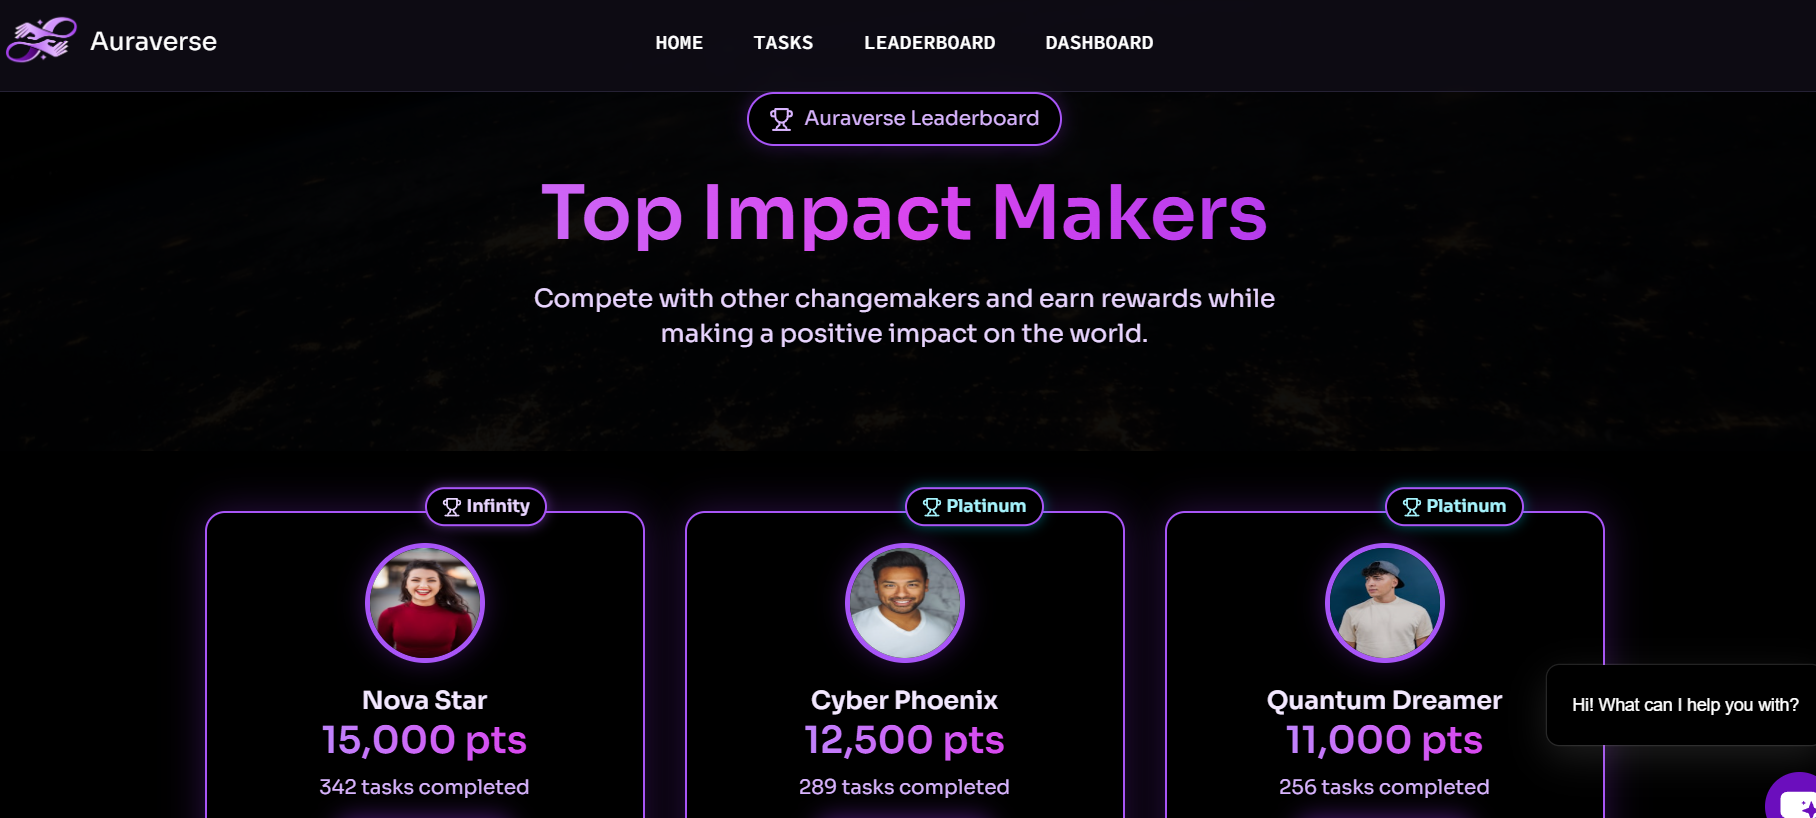 Auraverse
HOME
TASKS
LEADERBOARD
DASHBOARD
Auraverse Leaderboard
Top Impact Makers
Compete with other changemakers and earn rewards while
making a positive impact on the world.
Infinity
Nova Star
15,000 pts
342 tasks completed
Platinum
Cyber Phoenix
12,500 pts
289 tasks completed
Platinum
Quantum Dreamer
11,000 pts
256 tasks completed
Hi! What can I help you with?